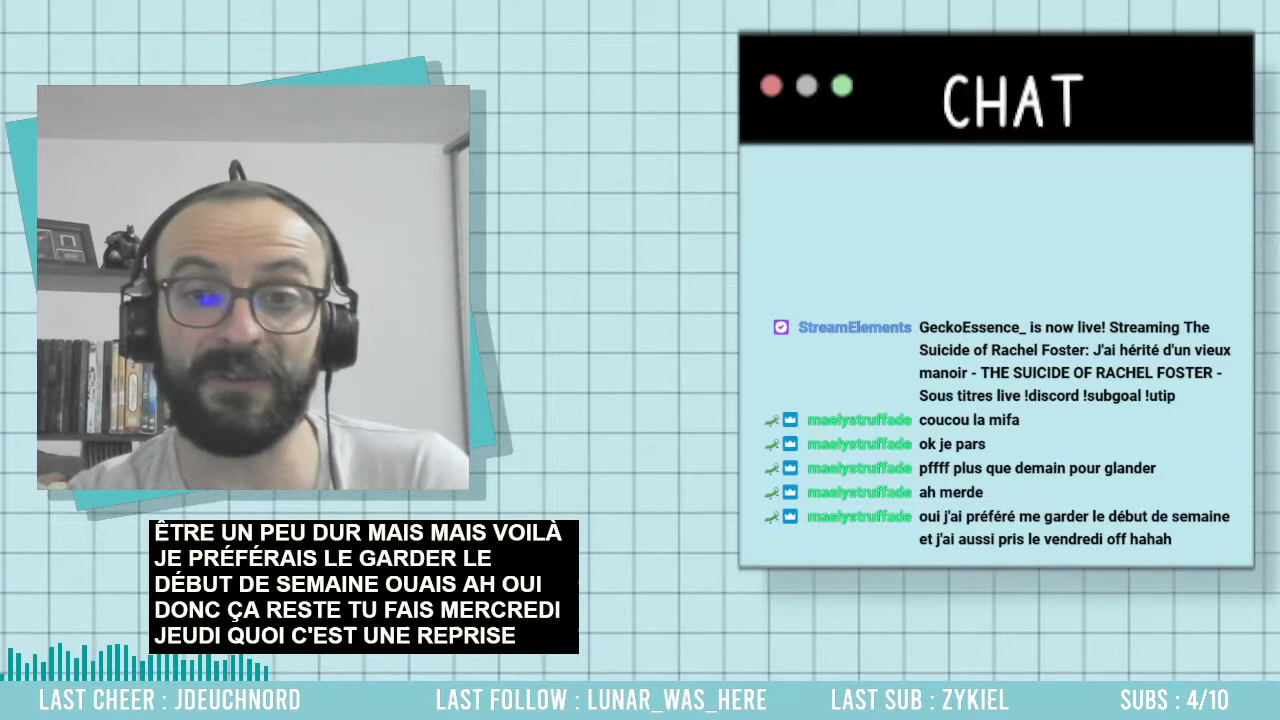 CHAT
StreamElements GeckoEssence_ is now live! Streaming The
Suicide of Rachel Foster: J'ai hérité d'un vieux
manoir - THE SUICIDE OF RACHEL FOSTER -
Sous titres live !discord !subgoal !utip
maelystruffade coucou la mifa
maelystruffade ok je pars
maelystruffade pffff plus que demain pour glander
maelystruffade ah merde
maelystruffade oui j'ai préféré me garder le début de semaine
et j'ai aussi pris le vendredi off hahah
ÊTRE UN PEU DUR MAIS MAIS VOILÀ
JE PRÉFÉRAIS LE GARDER LE
DÉBUT DE SEMAINE OUAIS AH OUI
DONC ÇA RESTE TU FAIS MERCREDI
JEUDI QUOI C'EST UNE REPRISE
LAST CHEER : JDEUCHNORD
LAST FOLLOW : LUNAR_WAS_HERE
LAST SUB : ZYKIEL
SUBS : 4/10